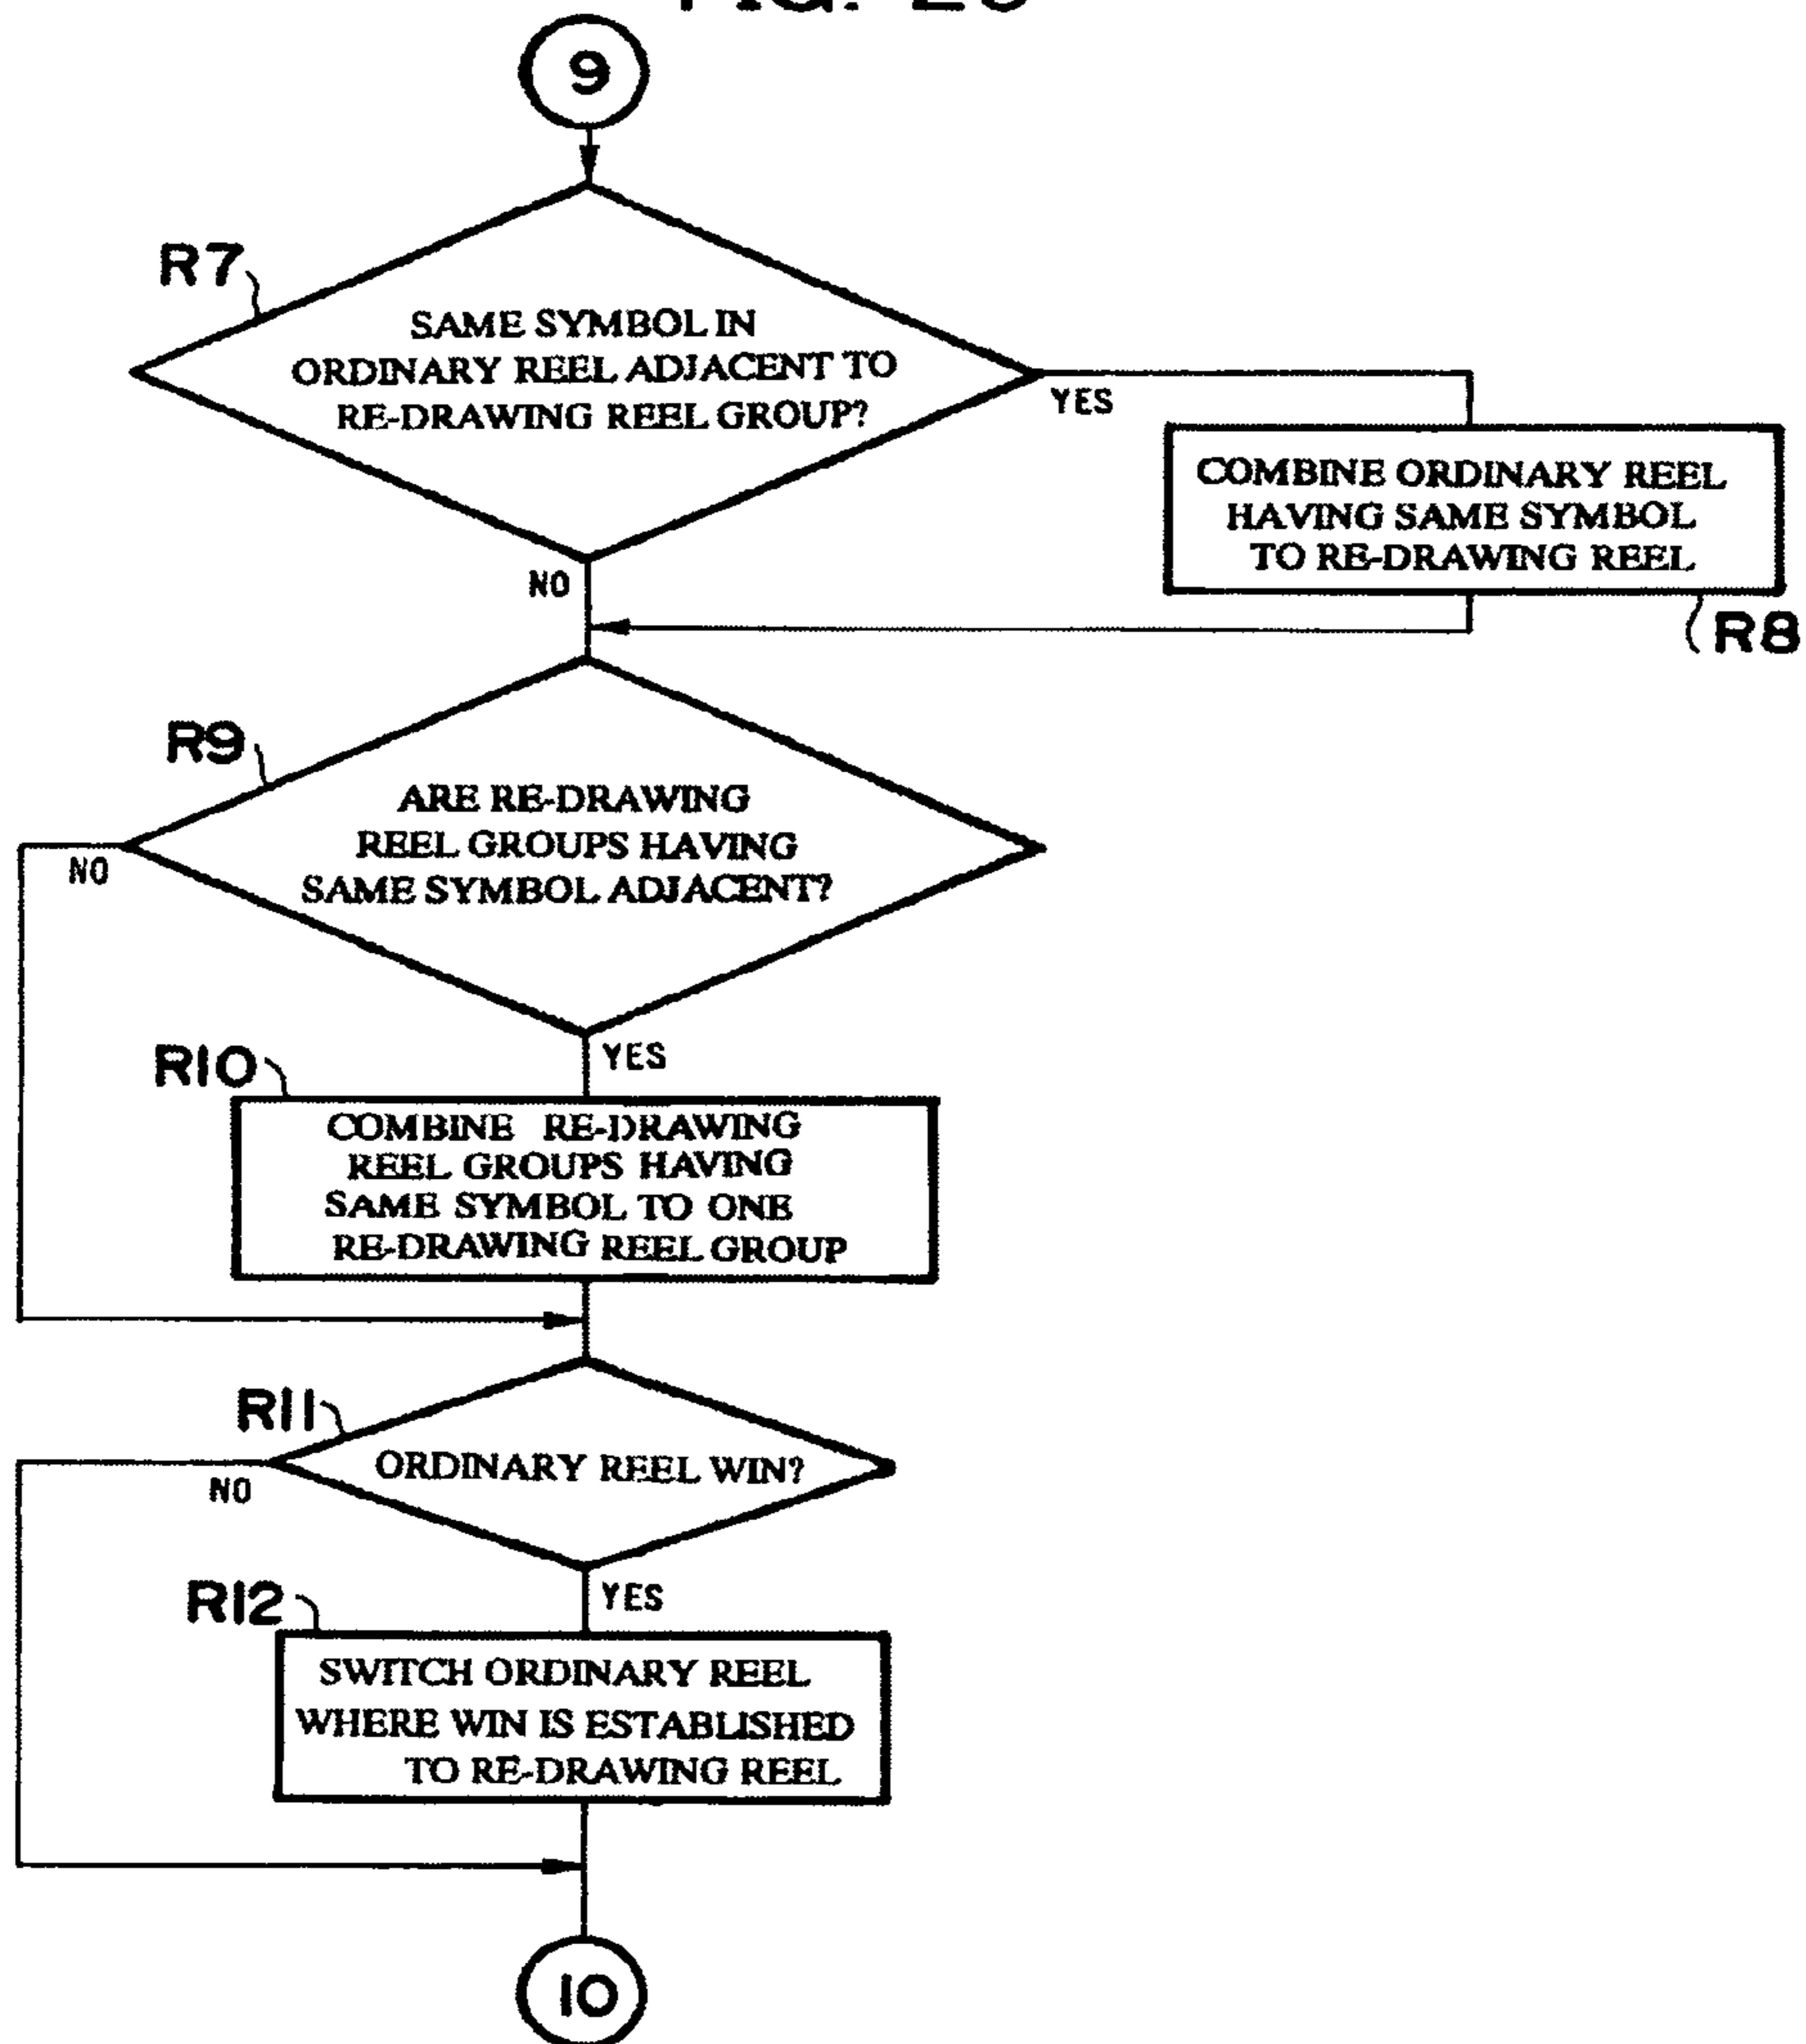 9
R7
SAME SYMBOL IN
ORDINARY REEL ADJACENT TO
RE-DRAWING REEL GROUP?
YES
COMBINE ORDINARY REEL
HAVING SAME SYMBOL
TO RE-DRAWING REEL
R8
NO
R9
ARE RE-DRAWING
REEL GROUPS HAVING
SAME SYMBOL ADJACENT?
NO
YES
R10
COMBINE RE-DRAWING
REEL GROUPS HAVING
SAME SYMBOL TO ONE
RE-DRAWING REEL GROUP
R11
ORDINARY REEL WIN?
NO
YES
R12
SWITCH ORDINARY REEL
WHERE WIN IS ESTABLISHED
TO RE-DRAWING REEL
10